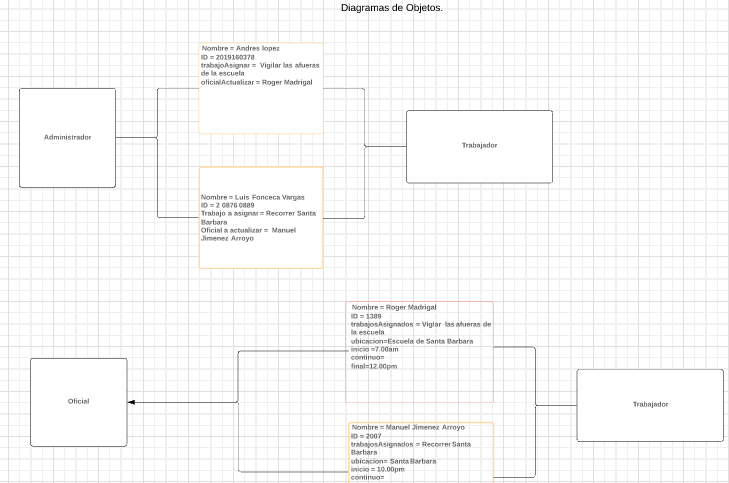 Diagramas de Objetos.
Nombre = Andres lopez
ID = 2019160378
trabajoAsignar = Vigilar las afueras
de la escuela
oficialActualizar = Roger Madrigal
Administrador
Trabajador
Nombre = Luis Fonceca Vargas
ID = 2 0876 0889
Trabajo a asignar = Recorrer Santa
Barbara
Oficial a actualizar = Manuel
Jimenez Arroyo
Nombre = Roger Madrigal
ID = 1389
trabajosAsignados = Viglar las afueras de
la escuela
ubicacion=Escuela de Santa Barbara
inicio =7.00am
continuo=
final=12.00pm
Oficial
Trabajador
Nombre = Manuel Jimenez Arroyo
ID = 2007
trabajosAsignados = Recorrer Santa
Barbara
ubicacion= Santa Barbara
inicio = 10.00pm
continuo=